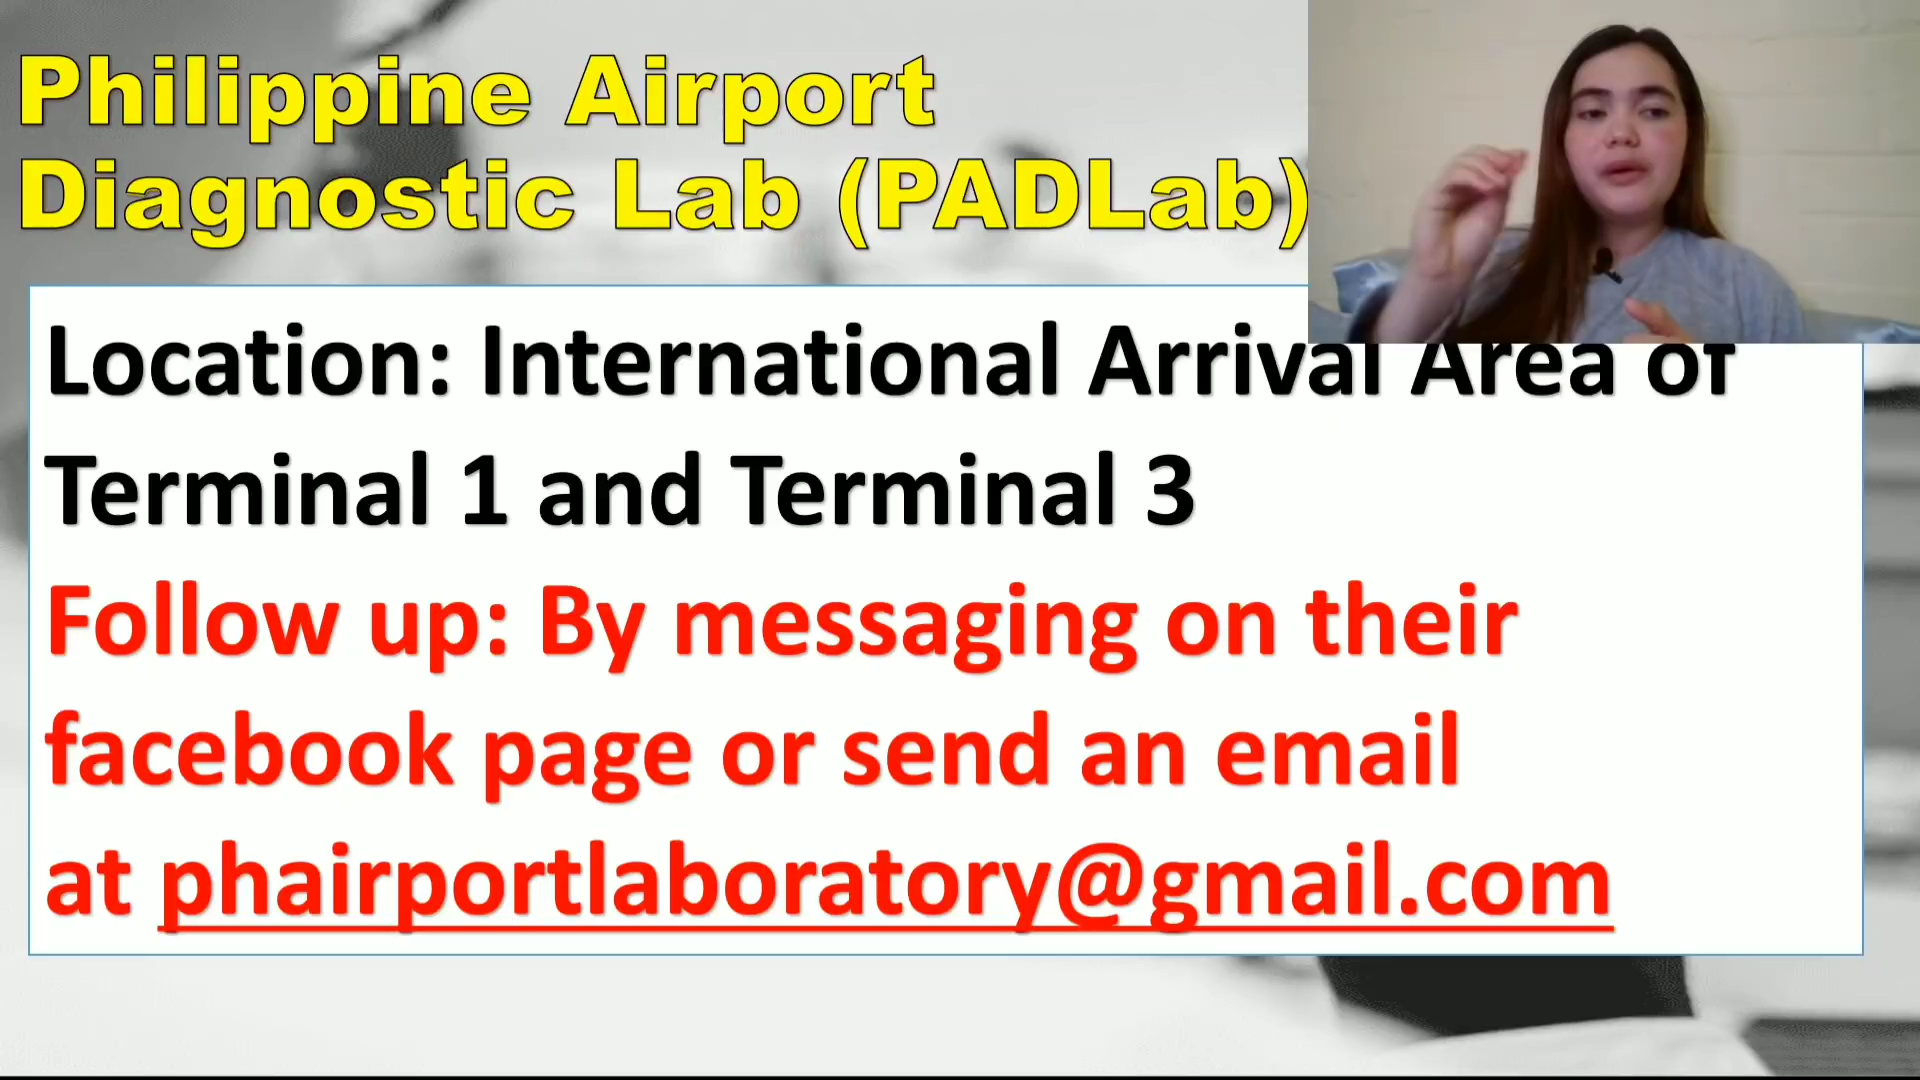 Philippine Airport
Diagnostic Lab (PADLab)
Location: International Arrival Area of
Terminal 1 and Terminal 3
Follow up: By messaging on their
facebook page or send an email
at phairportlaboratory@gmail.com